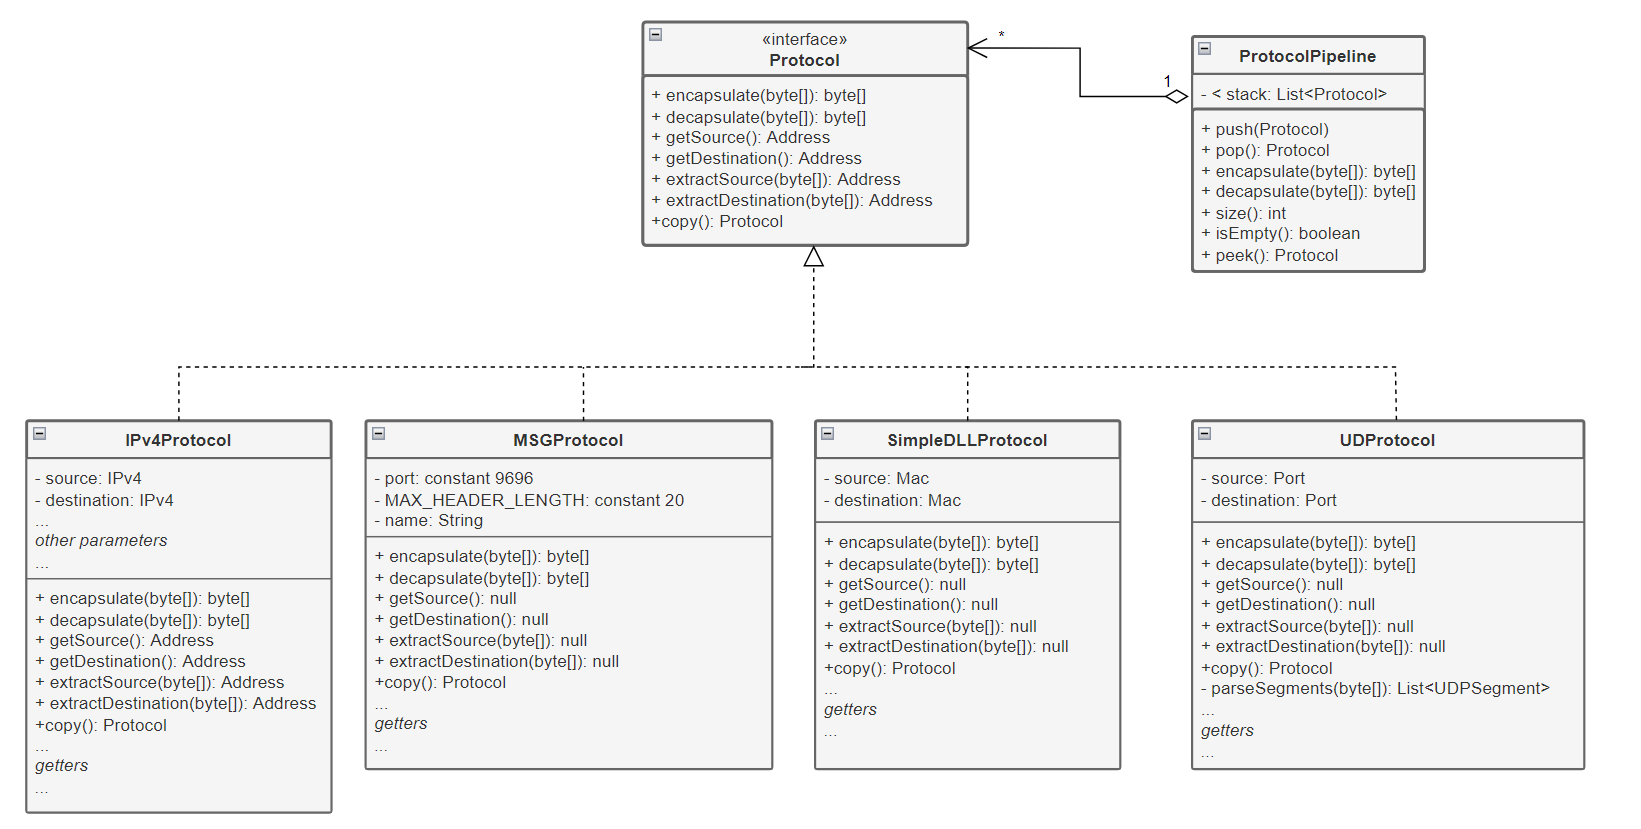 «interface»
Protocol
+ encapsulate(byte[]): byte[]
+ decapsulate(byte[]): byte[]
+ getSource(): Address
+ getDestination(): Address
+ extractSource(byte[]): Address
+ extractDestination(byte[]): Address
+copy(): Protocol
*
1
ProtocolPipeline
- < stack: List<Protocol>
+ push(Protocol)
+ pop(): Protocol
+ encapsulate(byte[]): byte[]
+ decapsulate(byte[]): byte[]
+ size(): int
+ isEmpty(): boolean
+ peek(): Protocol
IPv4Protocol
- source: IPv4
- destination: IPv4
...
other parameters
...
+ encapsulate(byte[]): byte[]
+ decapsulate(byte[]): byte[]
+ getSource(): Address
+ getDestination(): Address
+ extractSource(byte[]): Address
+ extractDestination(byte[]): Address
+copy(): Protocol
...
getters
...
MSGProtocol
- port: constant 9696
- MAX_HEADER_LENGTH: constant 20
- name: String
+ encapsulate(byte[]): byte[]
+ decapsulate(byte[]): byte[]
+ getSource(): null
+ getDestination(): null
+ extractSource(byte[]): null
+ extractDestination(byte[]): null
+copy(): Protocol
...
getters
...
SimpleDLLProtocol
- source: Mac
- destination: Mac
+ encapsulate(byte[]): byte[]
+ decapsulate(byte[]): byte[]
+ getSource(): null
+ getDestination(): null
+ extractSource(byte[]): null
+ extractDestination(byte[]): null
+copy(): Protocol
...
getters
...
UDProtocol
- source: Port
- destination: Port
+ encapsulate(byte[]): byte[]
+ decapsulate(byte[]): byte[]
+ getSource(): null
+ getDestination(): null
+ extractSource(byte[]): null
+ extractDestination(byte[]): null
+copy(): Protocol
- parseSegments(byte[]): List<UDPSegment>
...
getters
...